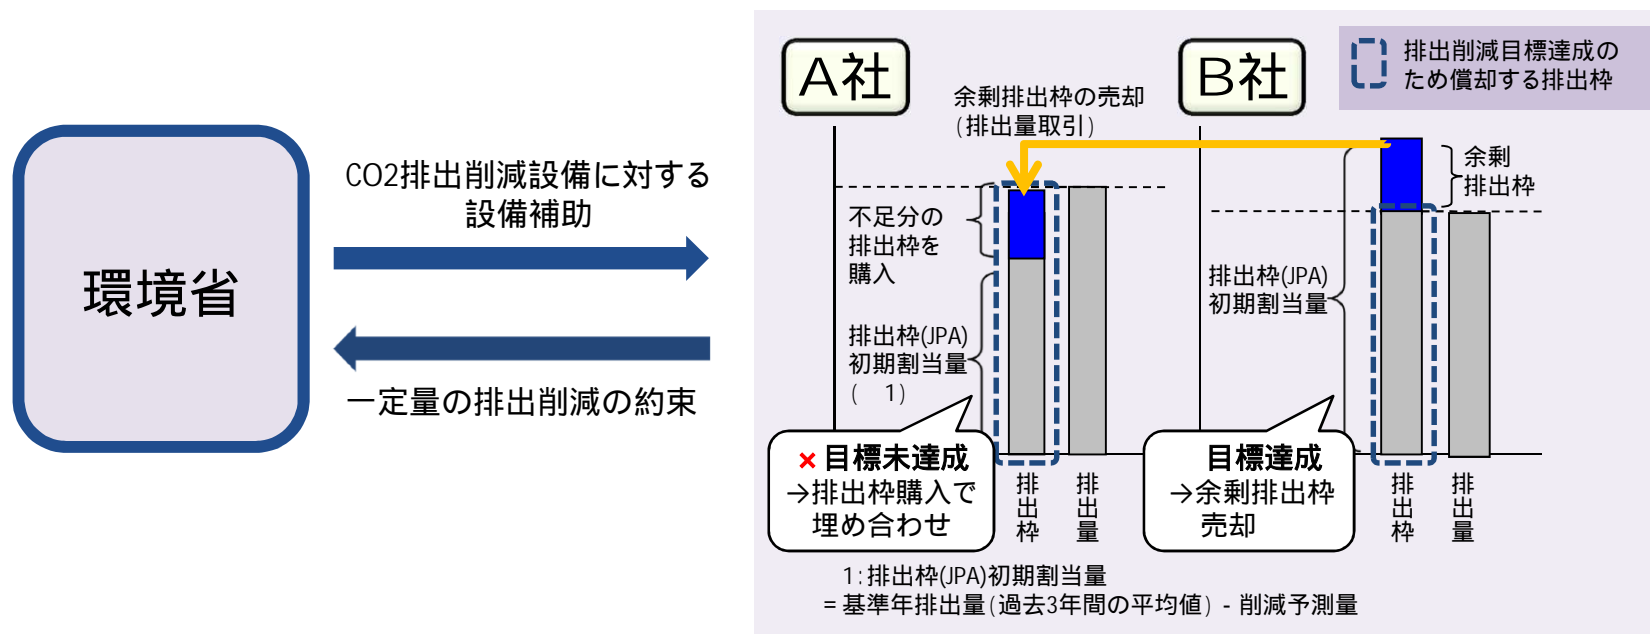 環境省
CO2排出削減設備に対する
設備補助
一定量の排出削減の約束
A社
余剰排出枠の売却
(排出量取引)
B社
排出削減目標達成の
ため償却する排出枠
不足分の
排出枠を
購入
排出枠(JPA)
初期割当量
( 1)
×目標未達成
→排出枠購入で
埋め合わせ
排出枠
排出量
余剰
排出枠
排出枠(JPA)
初期割当量
目標達成
→余剰排出枠
売却
排出枠
排出量
1:排出枠(JPA)初期割当量
=基準年排出量(過去3年間の平均値) - 削減予測量